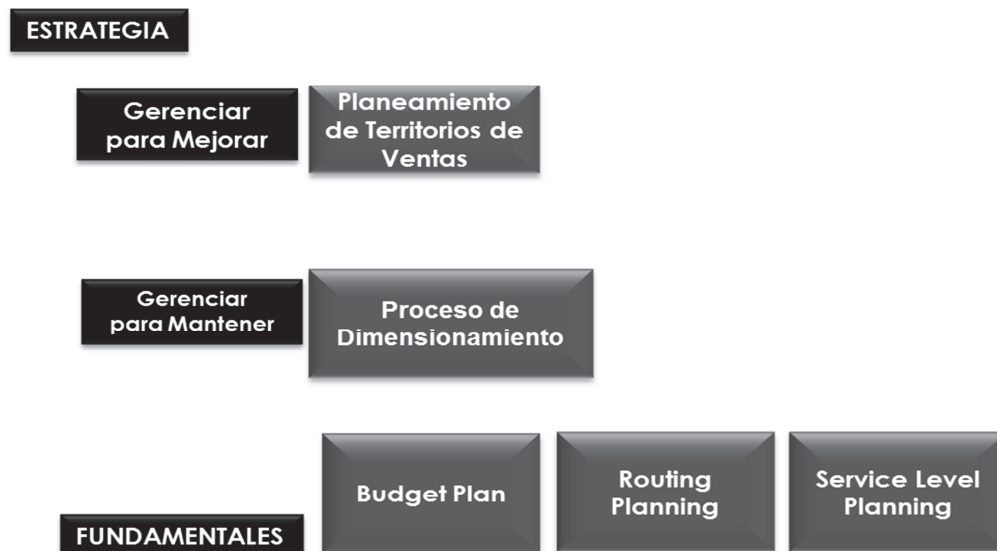 ESTRATEGIA
Gerenciar
para Mejorar
Planeamiento
de Territorios de
Ventas
Gerenciar
para Mantener
Proceso de
Dimensionamiento
Budget Plan
Routing
Planning
Service Level
Planning
FUNDAMENTALES